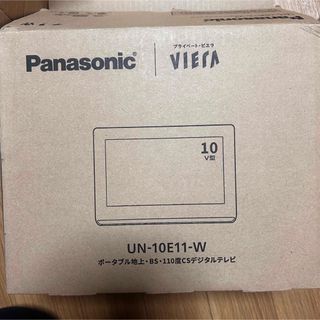 Panasonic
プライベート・ビエラ
VIERA
10
V型
UN-10E11-W
ポータブル地上・BS・110度CSデジタルテレビ